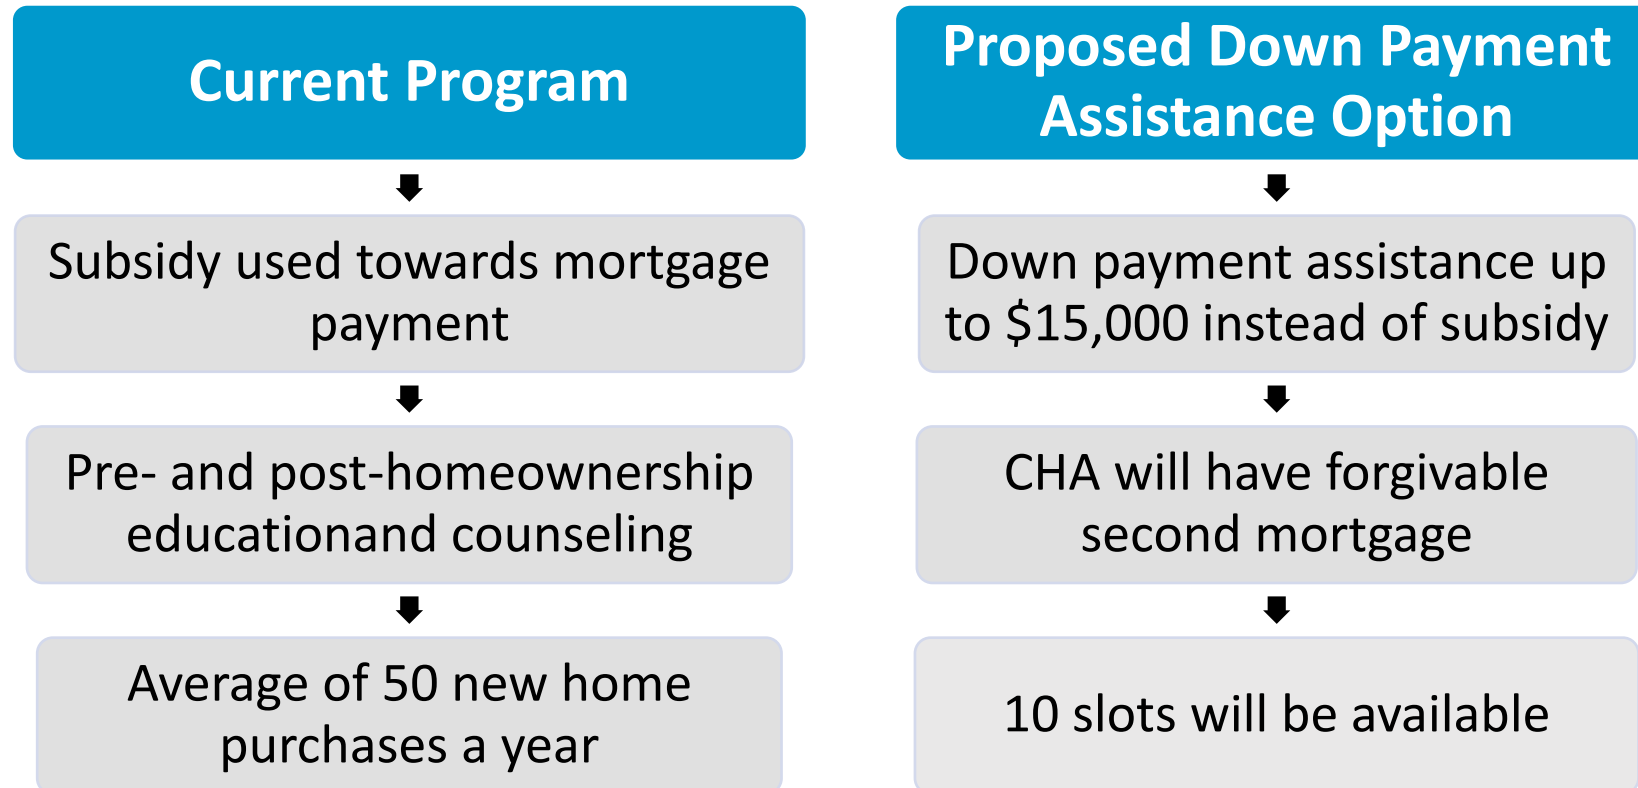 Current Program
Subsidy used towards mortgage
payment
Pre- and post-homeownership
educationand counseling
Average of 50 new home
purchases a year
Proposed Down Payment
Assistance Option
Down payment assistance up
to $15,000 instead of subsidy
CHA will have forgivable
second mortgage
10 slots will be available